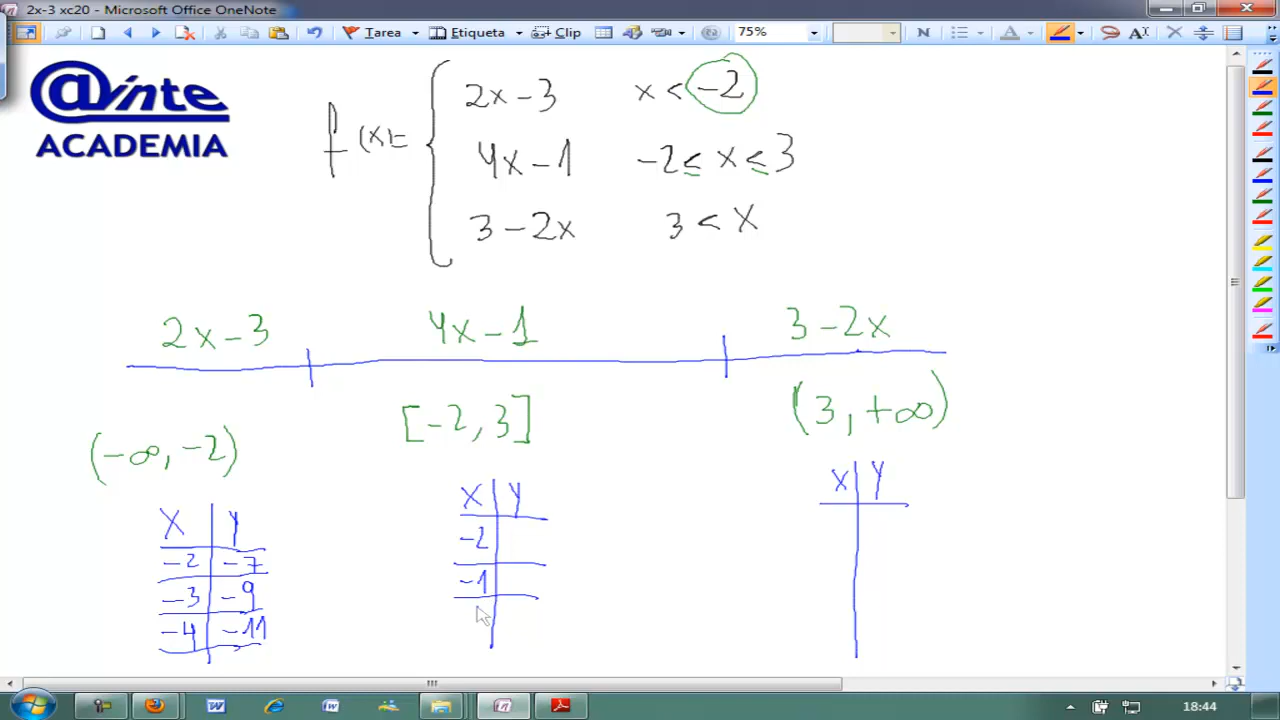 2x-3 xc20 - Microsoft Office OneNote
Tarea Etiqueta Clip 75% N A
@inte
ACADEMIA
f(x)=
2x-3 x < -2
4x-1 -2 ≤ x ≤ 3
3-2x 3 < x
2x-3 4x-1 3-2x
(-∞, -2) [-2, 3] (3, +∞)
X Y
-2 -7
-3 -9
-4 -11
X Y
-2
-1
X Y
18:44